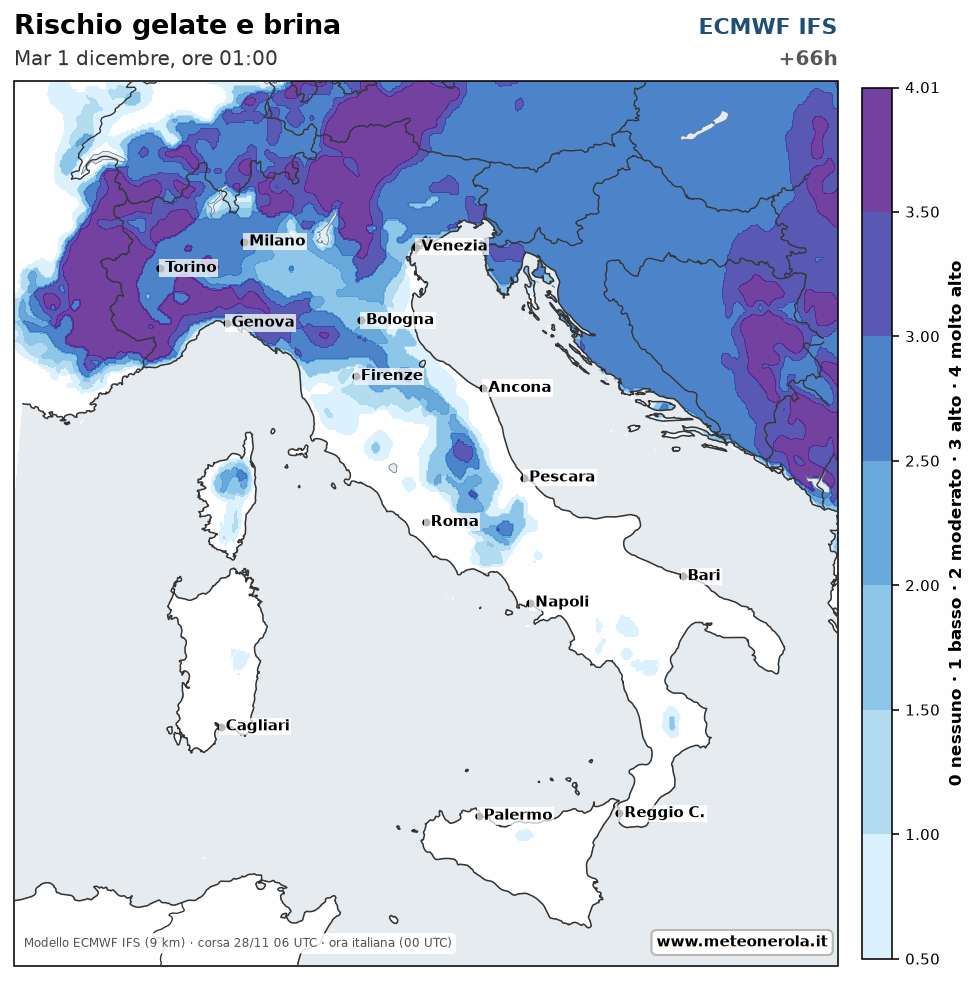 Rischio gelate e brina
ECMWF IFS
Mar 1 dicembre, ore 01:00
+66h
4.01
3.50
3.00
2.50
2.00
1.50
1.00
0.50
0 nessuno · 1 basso · 2 moderato · 3 alto · 4 molto alto
Milano
Venezia
Torino
Genova
Bologna
Firenze
Ancona
Pescara
Roma
Bari
Napoli
Cagliari
Palermo
Reggio C.
Modello ECMWF IFS (9 km) · corsa 28/11 06 UTC · ora italiana (00 UTC)
www.meteonerola.it